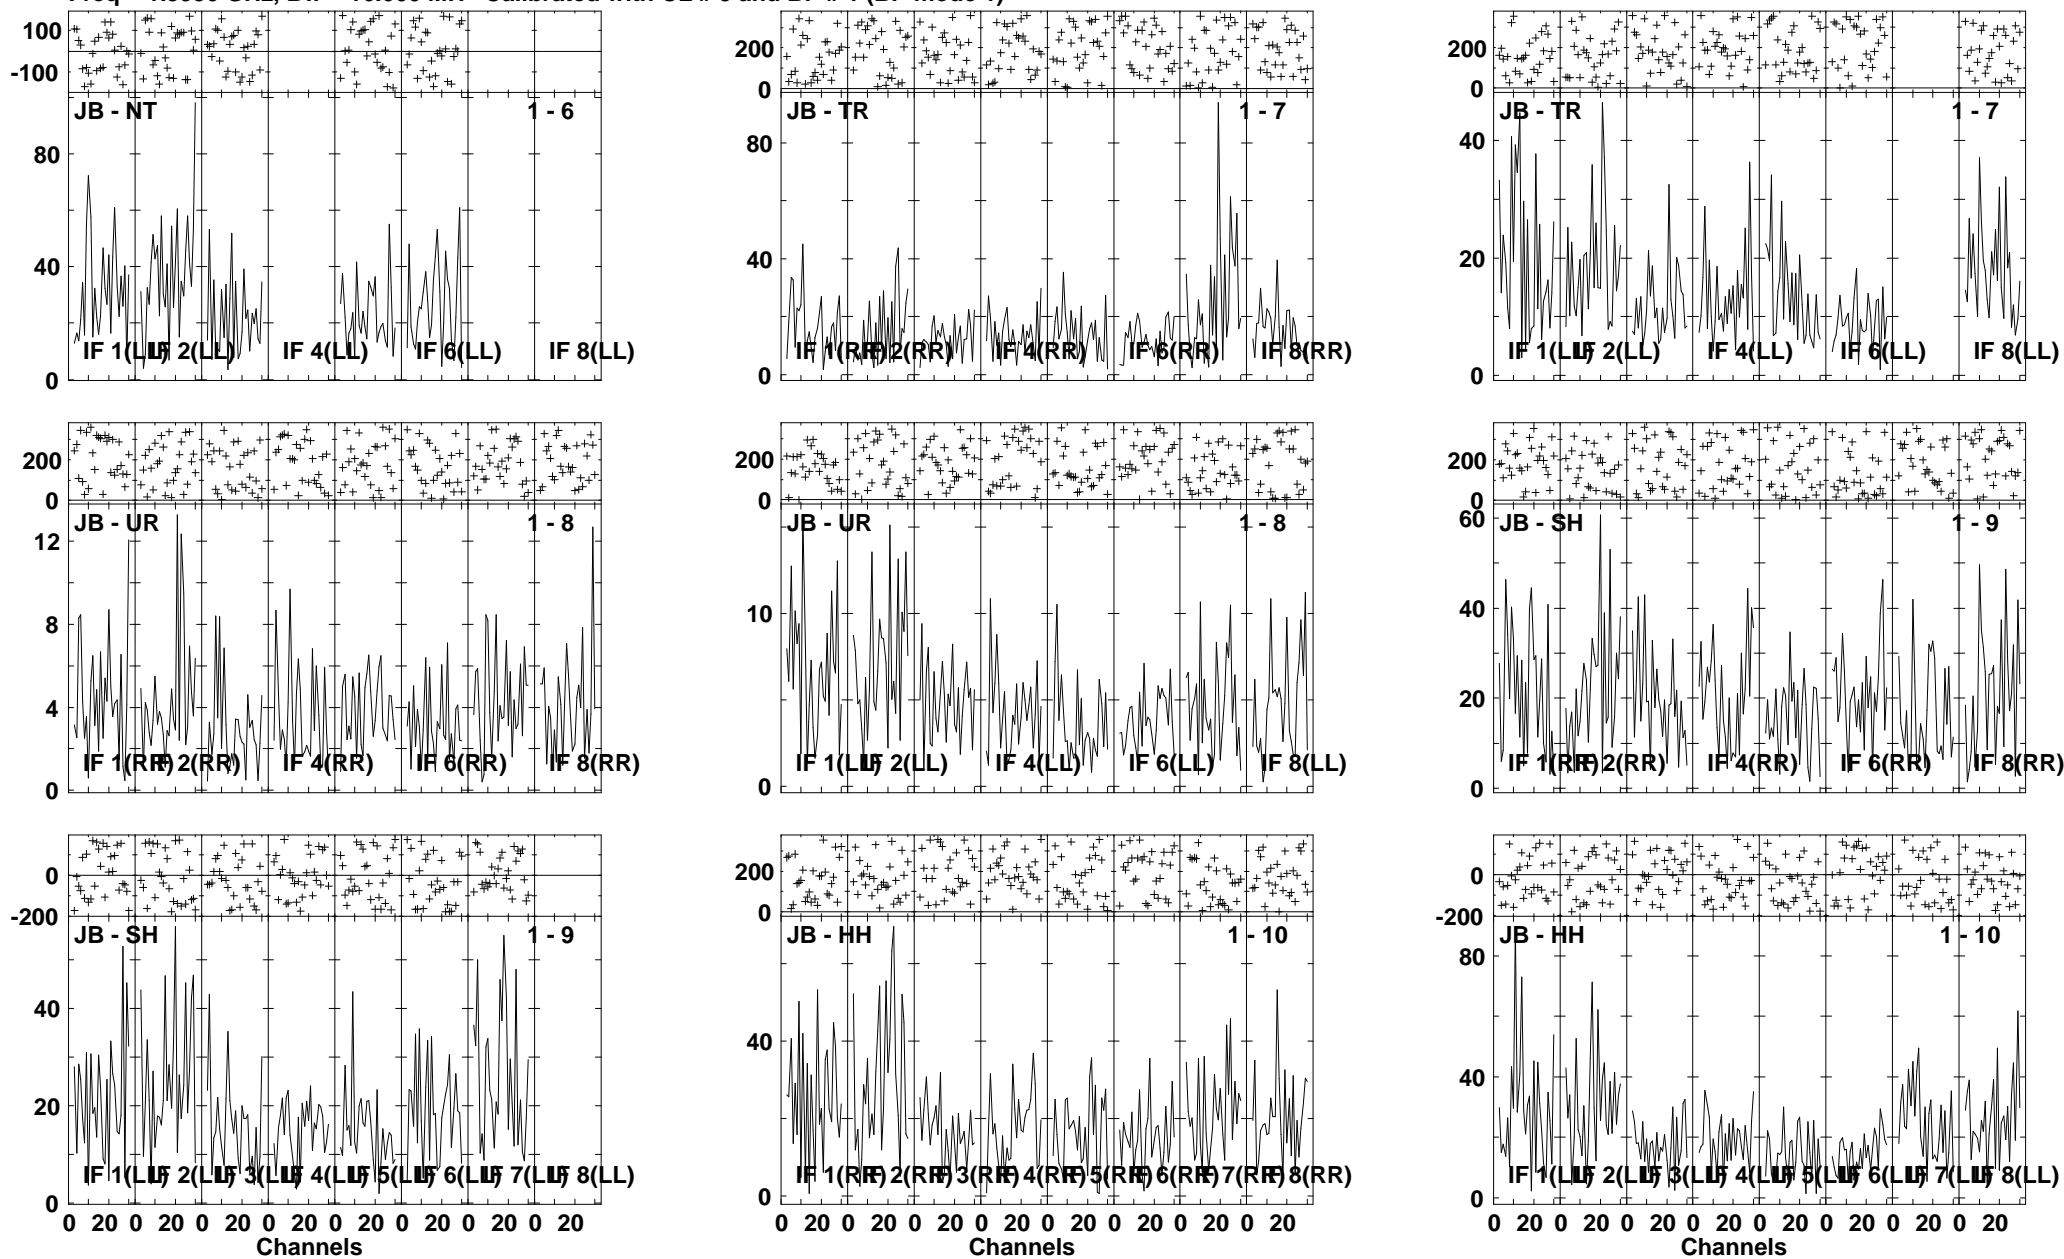 100
-100
JB - NT 1 - 6
80
40
0
IF 1(LL) IF 2(LL) IF 4(LL) IF 6(LL) IF 8(LL)
200
0
JB - TR 1 - 7
80
40
0
IF 1(RR) IF 2(RR) IF 4(RR) IF 6(RR) IF 8(RR)
200
0
JB - TR 1 - 7
40
20
0
IF 1(LL) IF 2(LL) IF 4(LL) IF 6(LL) IF 8(LL)
200
0
JB - UR 1 - 8
12
8
4
0
IF 1(RR) IF 2(RR) IF 4(RR) IF 6(RR) IF 8(RR)
200
0
JB - UR 1 - 8
10
0
IF 1(LL) IF 2(LL) IF 4(LL) IF 6(LL) IF 8(LL)
200
0
JB - SH 1 - 9
60
40
20
0
IF 1(RR) IF 2(RR) IF 4(RR) IF 6(RR) IF 8(RR)
0
-200
JB - SH 1 - 9
40
20
0
IF 1(LL) IF 2(LL) IF 3(LL) IF 4(LL) IF 5(LL) IF 6(LL) IF 7(LL) IF 8(LL)
0 20 0 20 0 20 0 20 0 20 0 20 0 20 0 20
Channels
200
0
JB - HH 1 - 10
40
0
IF 1(RR) IF 2(RR) IF 3(RR) IF 4(RR) IF 5(RR) IF 6(RR) IF 7(RR) IF 8(RR)
0 20 0 20 0 20 0 20 0 20 0 20 0 20 0 20
Channels
0
-200
JB - HH 1 - 10
80
40
0
IF 1(LL) IF 2(LL) IF 3(LL) IF 4(LL) IF 5(LL) IF 6(LL) IF 7(LL) IF 8(LL)
0 20 0 20 0 20 0 20 0 20 0 20 0 20 0 20
Channels